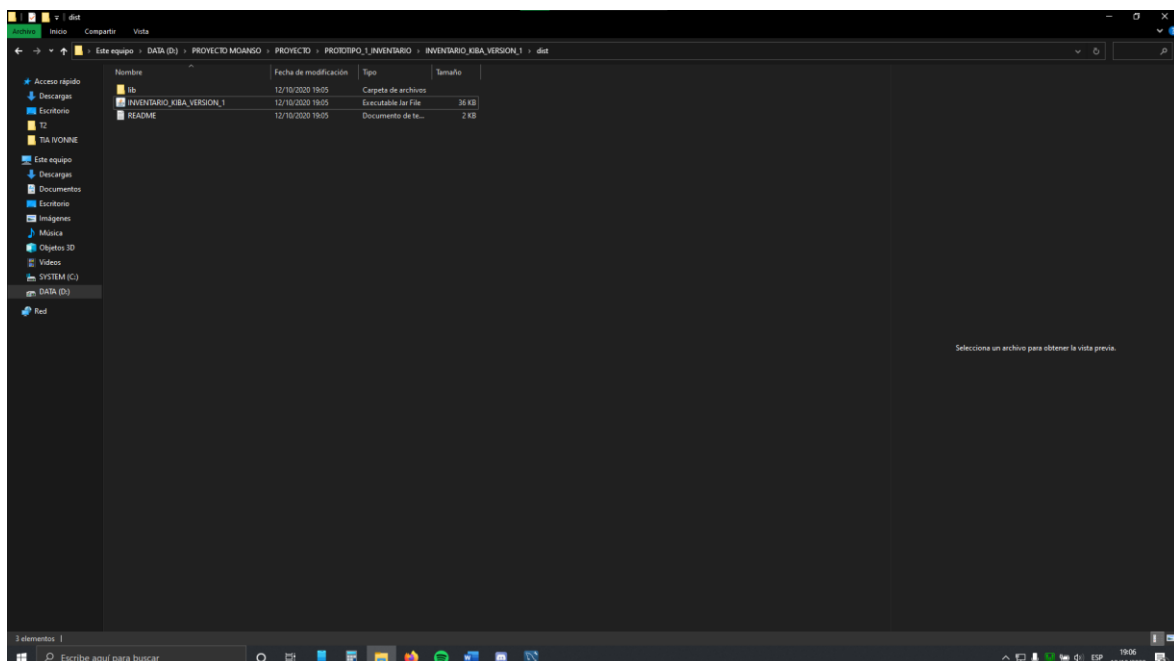 dist
Archivo Inicio Compartir Vista
Este equipo DATA (D:) PROYECTO MOANSO PROYECTO PROTOTIPO_1_INVENTARIO INVENTARIO_KIBA_VERSION_1 dist
Nombre Fecha de modificación Tipo Tamaño
lib 12/10/2020 19:05 Carpeta de archivos
INVENTARIO_KIBA_VERSION_1 12/10/2020 19:05 Executable Jar File 36 KB
README 12/10/2020 19:05 Documento de te... 2 KB
Acceso rápido
Descargas
Escritorio
T2
TIA IVONNE
Este equipo
Descargas
Documentos
Escritorio
Imágenes
Música
Objetos 3D
Videos
SYSTEM (C:)
DATA (D:)
Red
Selecciona un archivo para obtener la vista previa.
3 elementos
Escribe aquí para buscar
ESP 19:06